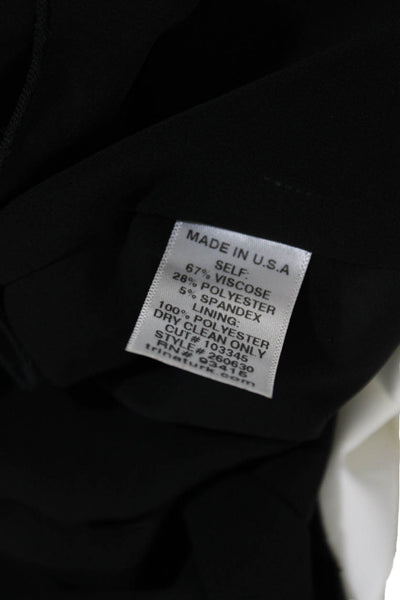 MADE IN U.S.A
SELF:
67% VISCOSE
28% POLYESTER
5% SPANDEX
LINING:
100% POLYESTER
DRY CLEAN ONLY
CUT# 103345
STYLE# 260630
RN# 93415
trinaturk.com